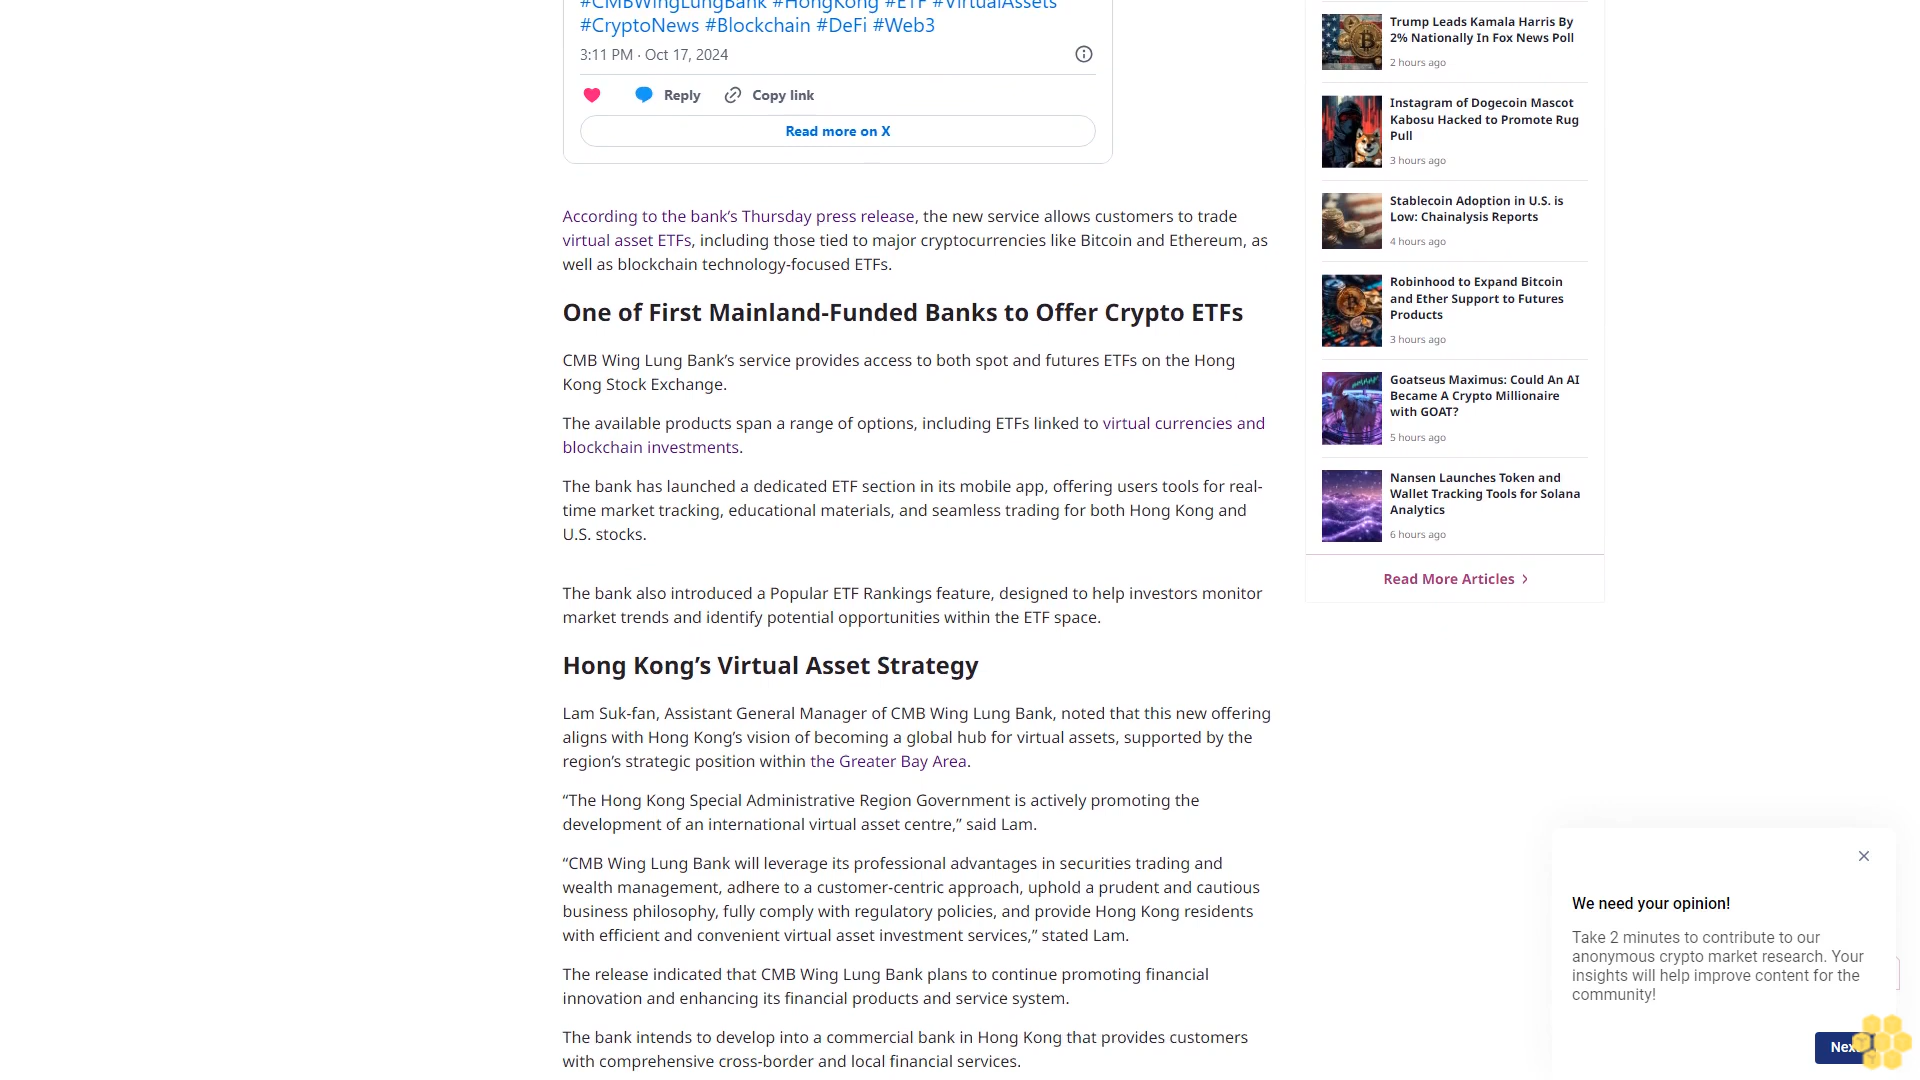 #CMBWingLungBank #HongKong #ETF #VirtualAssets
#CryptoNews #Blockchain #DeFi #Web3
3:11 PM · Oct 17, 2024
Reply
Copy link
Read more on X
According to the bank’s Thursday press release, the new service allows customers to trade
virtual asset ETFs, including those tied to major cryptocurrencies like Bitcoin and Ethereum, as
well as blockchain technology-focused ETFs.
One of First Mainland-Funded Banks to Offer Crypto ETFs
CMB Wing Lung Bank’s service provides access to both spot and futures ETFs on the Hong
Kong Stock Exchange.
The available products span a range of options, including ETFs linked to virtual currencies and
blockchain investments.
The bank has launched a dedicated ETF section in its mobile app, offering users tools for real-
time market tracking, educational materials, and seamless trading for both Hong Kong and
U.S. stocks.
The bank also introduced a Popular ETF Rankings feature, designed to help investors monitor
market trends and identify potential opportunities within the ETF space.
Hong Kong’s Virtual Asset Strategy
Lam Suk-fan, Assistant General Manager of CMB Wing Lung Bank, noted that this new offering
aligns with Hong Kong’s vision of becoming a global hub for virtual assets, supported by the
region’s strategic position within the Greater Bay Area.
“The Hong Kong Special Administrative Region Government is actively promoting the
development of an international virtual asset centre,” said Lam.
“CMB Wing Lung Bank will leverage its professional advantages in securities trading and
wealth management, adhere to a customer-centric approach, uphold a prudent and cautious
business philosophy, fully comply with regulatory policies, and provide Hong Kong residents
with efficient and convenient virtual asset investment services,” stated Lam.
The release indicated that CMB Wing Lung Bank plans to continue promoting financial
innovation and enhancing its financial products and service system.
The bank intends to develop into a commercial bank in Hong Kong that provides customers
with comprehensive cross-border and local financial services.
Trump Leads Kamala Harris By
2% Nationally In Fox News Poll
2 hours ago
Instagram of Dogecoin Mascot
Kabosu Hacked to Promote Rug
Pull
3 hours ago
Stablecoin Adoption in U.S. is
Low: Chainalysis Reports
4 hours ago
Robinhood to Expand Bitcoin
and Ether Support to Futures
Products
3 hours ago
Goatseus Maximus: Could An AI
Became A Crypto Millionaire
with GOAT?
5 hours ago
Nansen Launches Token and
Wallet Tracking Tools for Solana
Analytics
6 hours ago
Read More Articles
We need your opinion!
Take 2 minutes to contribute to our
anonymous crypto market research. Your
insights will help improve content for the
community!